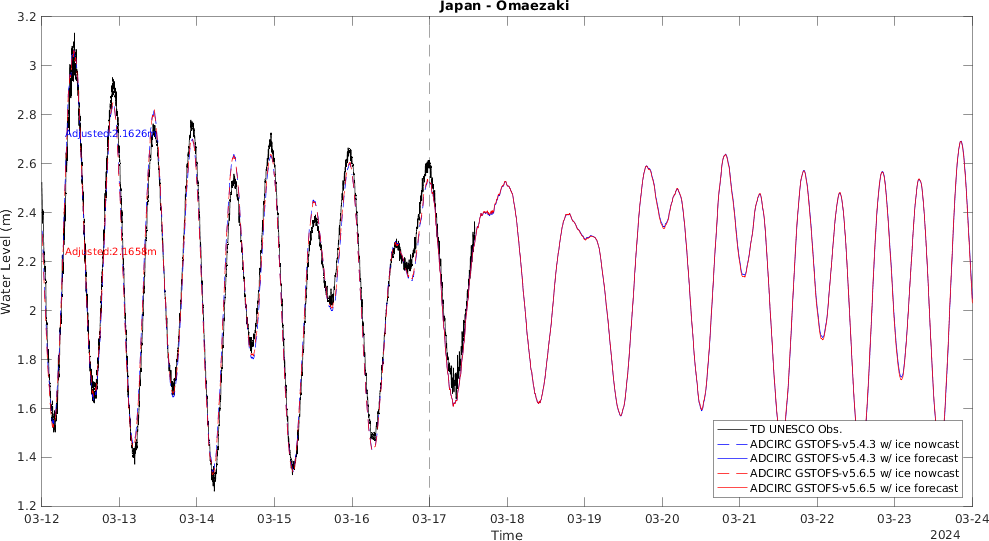 Japan - Omaezaki
3.2
3
2.8
2.6
2.4
2.2
2
1.8
1.6
1.4
1.2
Water Level (m)
Adjusted:2.1626m
Adjusted:2.1658m
TD UNESCO Obs.
ADCIRC GSTOFS-v5.4.3 w/ ice nowcast
ADCIRC GSTOFS-v5.4.3 w/ ice forecast
ADCIRC GSTOFS-v5.6.5 w/ ice nowcast
ADCIRC GSTOFS-v5.6.5 w/ ice forecast
03-12 03-13 03-14 03-15 03-16 03-17 03-18 03-19 03-20 03-21 03-22 03-23 03-24
Time
2024